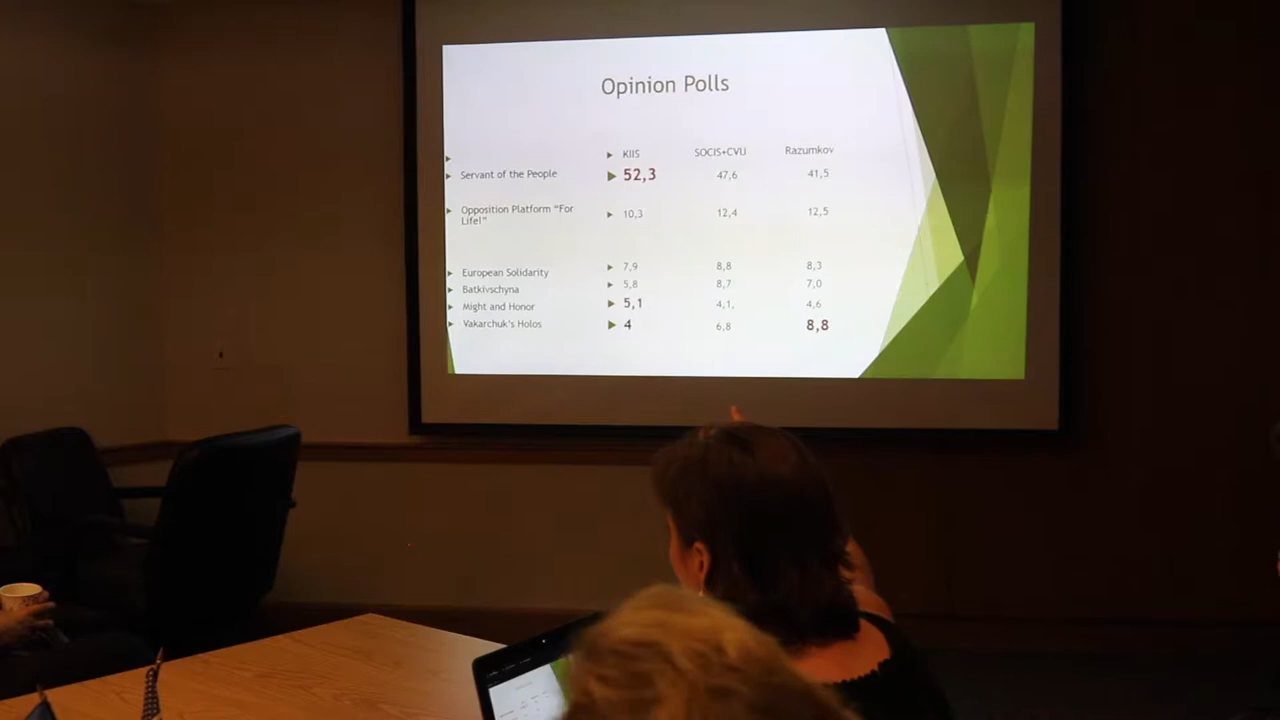 Opinion Polls
KIIS SOCIS+CVU Razumkov
Servant of the People 52,3 47,6 41,5
Opposition Platform "For
Life!" 10,3 12,4 12,5
European Solidarity 7,9 8,8 8,3
Batkivschyna 5,8 8,7 7,0
Might and Honor 5,1 4,1, 4,6
Vakarchuk's Holos 4 6,8 8,8